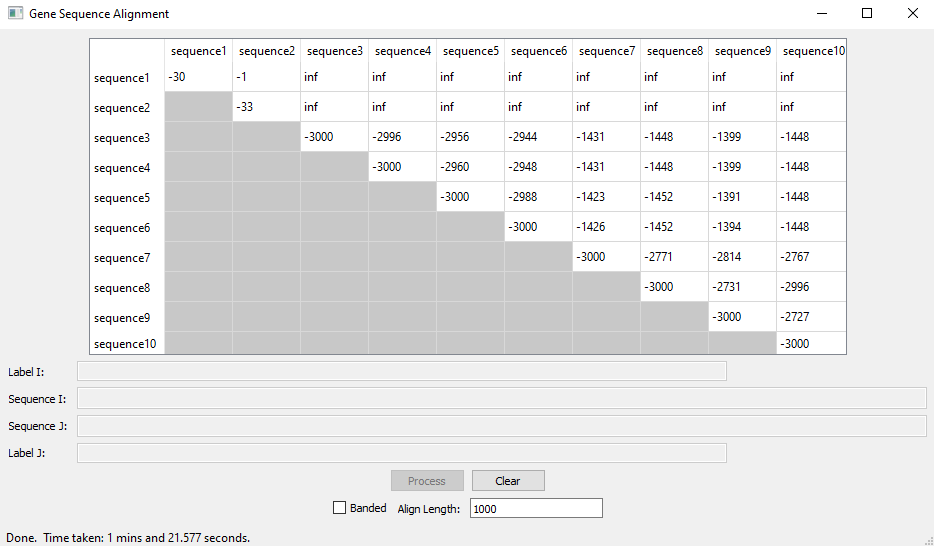 Gene Sequence Alignment
sequence1 sequence2 sequence3 sequence4 sequence5 sequence6 sequence7 sequence8 sequence9 sequence10
sequence1 -30 -1 inf inf inf inf inf inf inf inf
sequence2 -33 inf inf inf inf inf inf inf inf
sequence3 -3000 -2996 -2956 -2944 -1431 -1448 -1399 -1448
sequence4 -3000 -2960 -2948 -1431 -1448 -1399 -1448
sequence5 -3000 -2988 -1423 -1452 -1391 -1448
sequence6 -3000 -1426 -1452 -1394 -1448
sequence7 -3000 -2771 -2814 -2767
sequence8 -3000 -2731 -2996
sequence9 -3000 -2727
sequence10 -3000
Label I:
Sequence I:
Sequence J:
Label J:
Process Clear
Banded Align Length: 1000
Done. Time taken: 1 mins and 21.577 seconds.